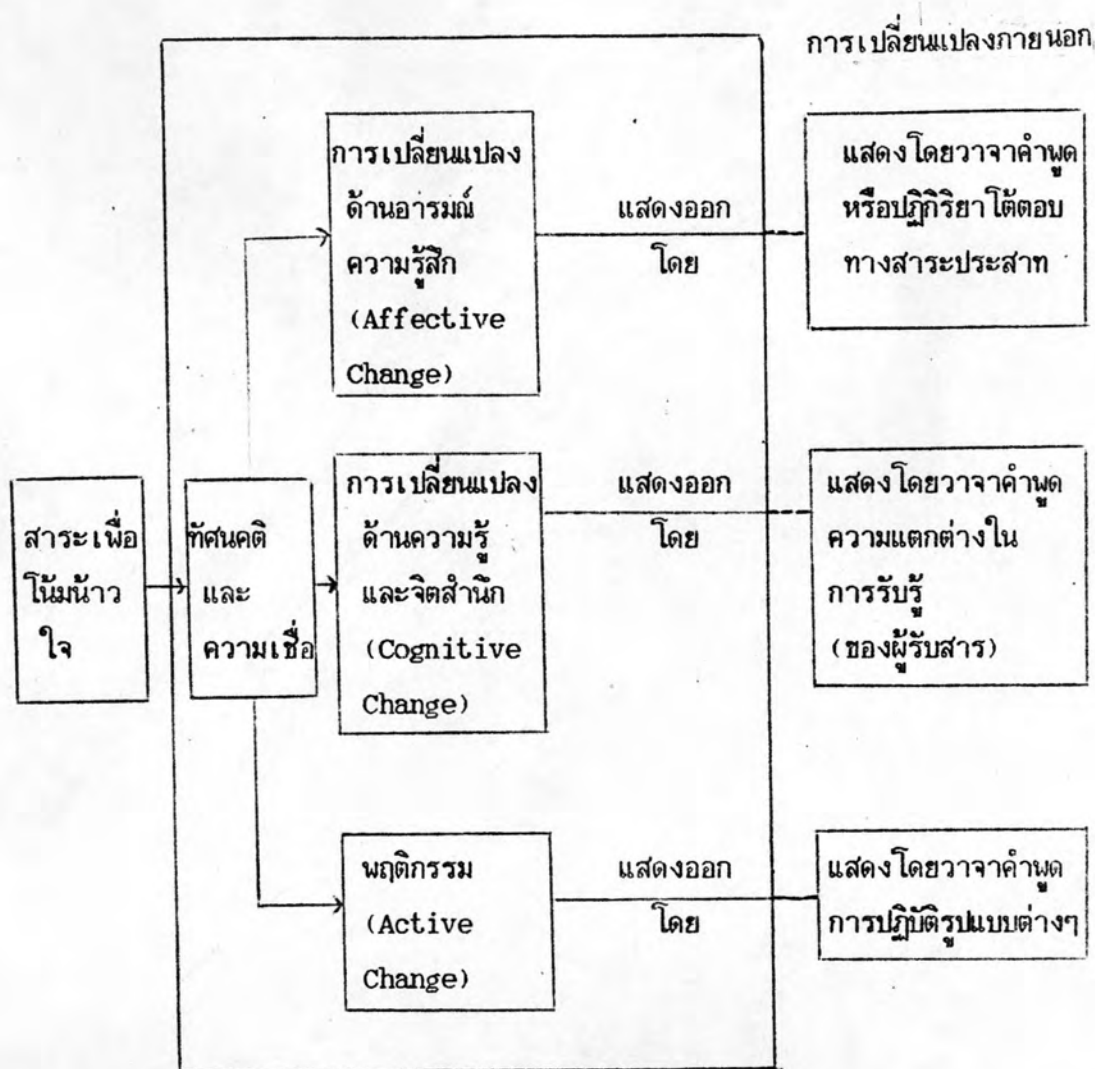 การเปลี่ยนแปลงภายนอก
การเปลี่ยนแปลง
ด้านอารมณ์
ความรู้สึก
(Affective
Change)
แสดงออก
โดย
แสดงโดยวาจาคำพูด
หรือปฏิกิริยาโต้ตอบ
ทางสาระประสาท
สาระเพื่อ
โน้มน้าว
ใจ
ทัศนคติ
และ
ความเชื่อ
การเปลี่ยนแปลง
ด้านความรู้
และจิตสำนึก
(Cognitive
Change)
แสดงออก
โดย
แสดงโดยวาจาคำพูด
ความแตกต่างใน
การรับรู้
(ของผู้รับสาร)
พฤติกรรม
(Active
Change)
แสดงออก
โดย
แสดงโดยวาจาคำพูด
การปฏิบัติรูปแบบต่างๆ